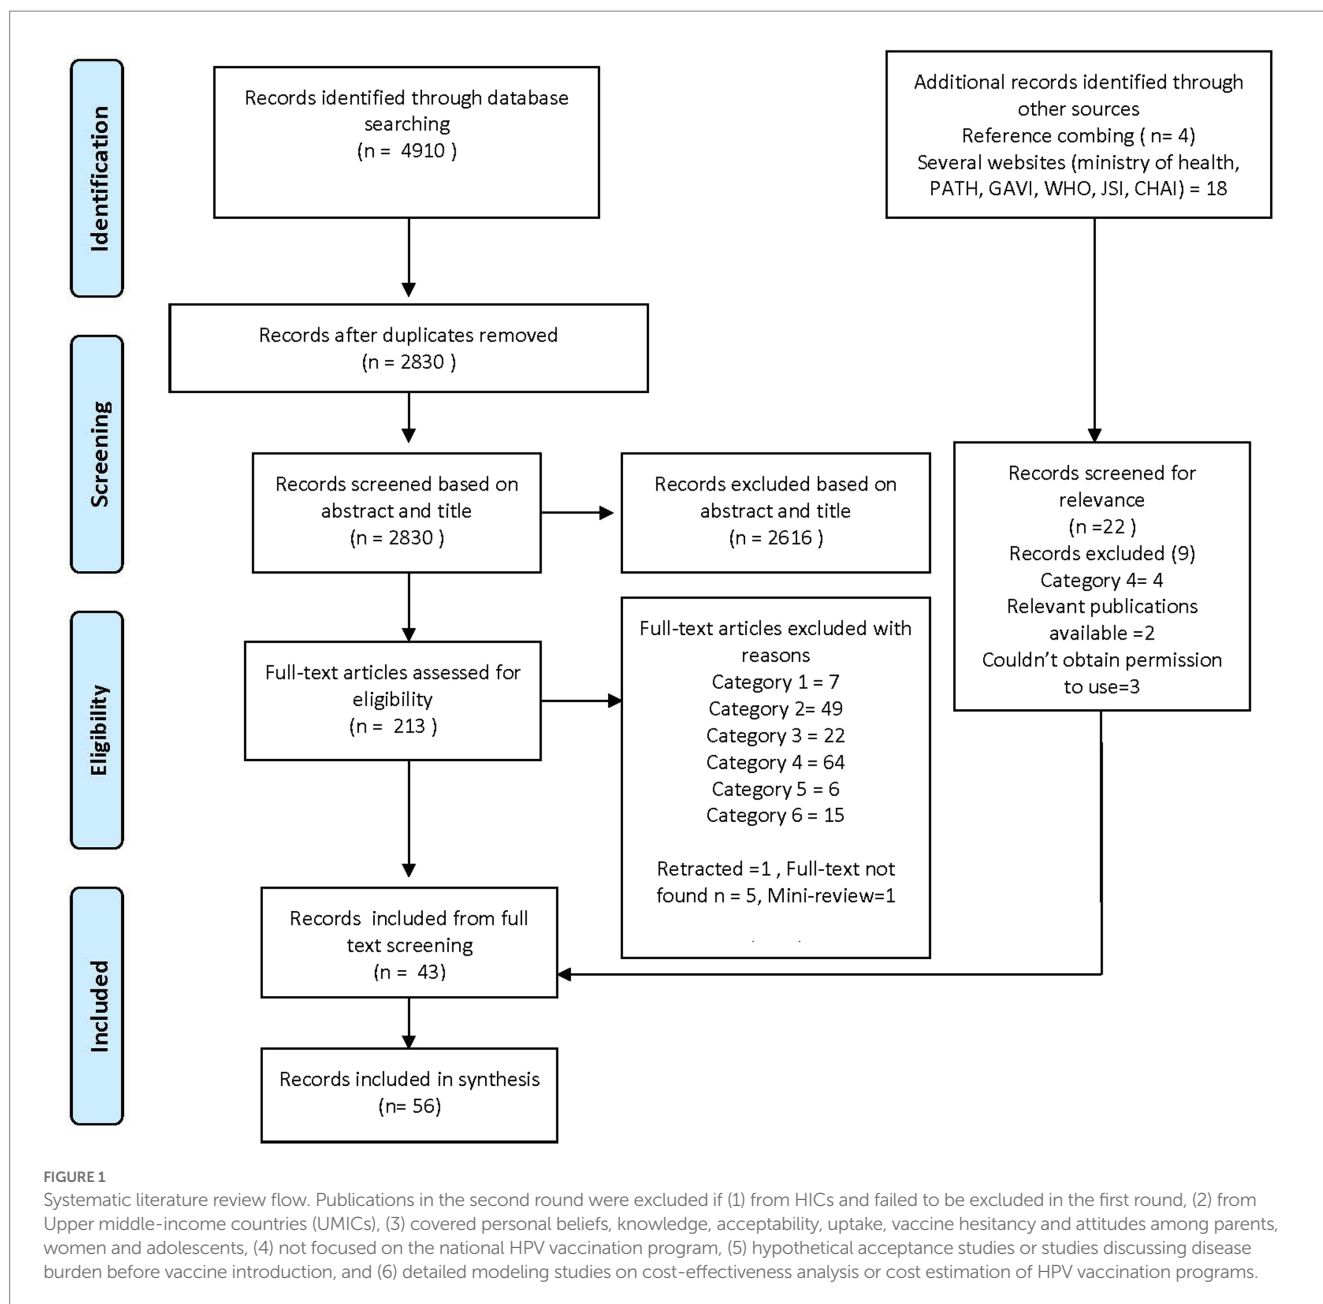 Identification
Records identified through database
searching
(n = 4910 )
Additional records identified through
other sources
Reference combing ( n= 4)
Several websites (ministry of health,
PATH, GAVI, WHO, JSI, CHAI) = 18
Screening
Records after duplicates removed
(n = 2830 )
Records screened based on
abstract and title
(n = 2830 )
Records excluded based on
abstract and title
(n = 2616 )
Records screened for
relevance
(n =22 )
Records excluded (9)
Category 4= 4
Relevant publications
available =2
Couldn't obtain permission
to use=3
Eligibility
Full-text articles assessed for
eligibility
(n = 213 )
Full-text articles excluded with
reasons
Category 1 = 7
Category 2= 49
Category 3 = 22
Category 4 = 64
Category 5 = 6
Category 6 = 15
Retracted =1 , Full-text not
found n = 5, Mini-review=1
. .
Included
Records included from full
text screening
(n = 43)
Records included in synthesis
(n= 56)
FIGURE 1
Systematic literature review flow. Publications in the second round were excluded if (1) from HICs and failed to be excluded in the first round, (2) from
Upper middle-income countries (UMICs), (3) covered personal beliefs, knowledge, acceptability, uptake, vaccine hesitancy and attitudes among parents,
women and adolescents, (4) not focused on the national HPV vaccination program, (5) hypothetical acceptance studies or studies discussing disease
burden before vaccine introduction, and (6) detailed modeling studies on cost-effectiveness analysis or cost estimation of HPV vaccination programs.